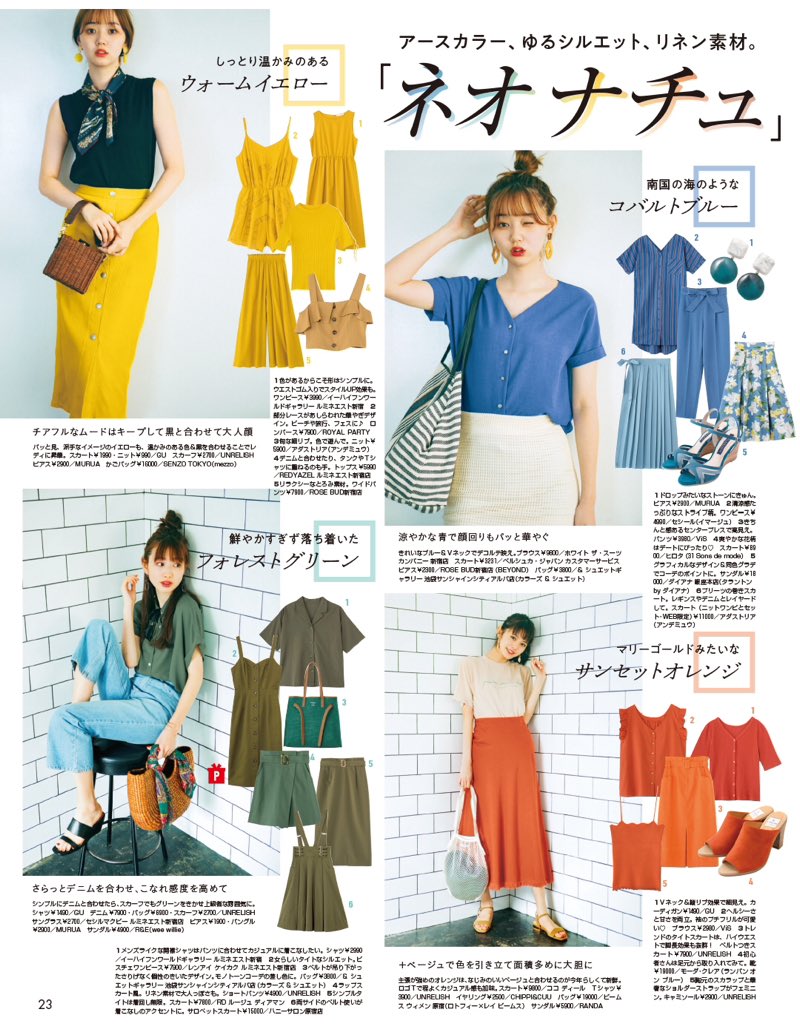 アースカラー、ゆるシルエット、リネン素材。
「ネオ ナチュ」
しっとり温かみのある
ウォームイエロー
2
1
3
4
5
1色があるからこそ形はシンプルに。
ウエストゴム入りでスタイルUP効果も。
ワンピース¥3990／イーハイフンワー
ルドギャラリー ルミネエスト新宿 2
部分レースがあしらわれた華やぎデザ
イン。ビーチや旅行、フェスに♪ ロ
ンパース¥7900／ROYAL PARTY
3旬な細リブ。色で遊んで。ニット¥
5900／アダストリア(アンデミュウ)
4デニムと合わせたり、タンクやTシ
ャツに重ねるのも手。トップス¥5990
／REDYAZEL ルミネエスト新宿店
5リラクシーなとろみ素材。ワイドパ
ンツ¥7900／ROSE BUD新宿店
チアフルなムードはキープして黒と合わせて大人顔
パッと見、派手なイメージのイエローも、温かみのある色&黒を合わせることでレデ
ィに昇華。スカート¥1990・ニット¥990／GU スカーフ¥2700／UNRELISH
ピアス¥2900／MURUA かごバッグ¥16000／SENZO TOKYO(mezzo)
南国の海のような
コバルトブルー
2
1
3
4
6
5
涼やかな青で顔回りもパッと華やぐ
きれいなブルー&Vネックでデコルテ映え。ブラウス¥9800／ホワイト ザ・スーツ
カンパニー 新宿店 スカート¥3231／ベルシュカ・ジャパン カスタマーサービス
ピアス¥2300／ROSE BUD新宿店(BEYOND) バッグ¥3800／& シュエットギ
ャラリー 池袋サンシャインシティアルパ店(カラーズ & シュエット)
1ドロップみたいなストーンにきゅん。
ピアス¥2900／MURUA 2清涼感た
っぷりなストライプ柄。ワンピース¥
4990／セシール(イマージュ) 3きち
んと感あるセンタープレスで高見え。
パンツ¥3980／ViS 4爽やかな花柄
はデートにぴったり♡ スカート¥69
00／ヒロタ(31 Sons de mode) 5
グラフィカルなデザイン&同色グラデ
でコーデのポイントに。サンダル¥18
000／ダイアナ 銀座本店(タラントン
by ダイアナ) 6プリーツの巻きスカ
ート。レギンスやデニムとレイヤード
して。スカート(ニットワンピとセッ
ト・WEB限定)¥11000／アダストリア
(アンデミュウ)
鮮やかすぎず落ち着いた
フォレストグリーン
1
2
3
4
5
P
6
さらっとデニムを合わせ、こなれ感度を高めて
シンプルにデニムと合わせたら、スカーフでもグリーンをきかせ上級者な雰囲気に。
シャツ¥1490／GU デニム¥7900・バッグ¥6900・スカーフ¥2700／UNRELISH
サングラス¥2700／セシルマクビー ルミネエスト新宿店 ピアス¥1900・バングル
¥2900／MURUA サンダル¥4900／R&E(wee willie)
1メンズライクな開襟シャツはパンツに合わせてカジュアルに着こなしたい。シャツ¥2990
／イーハイフンワールドギャラリー ルミネエスト新宿 2女らしいタイトなシルエット。ビ
スチェワンピース¥7990／レンアイ ケイカク ルミネエスト新宿店 3ベルトが吊り下がっ
たさりげなく個性のきいたデザイン。モノトーンコーデの差し色に。バッグ¥3800／& シュ
エットギャラリー 池袋サンシャインシティアルパ店(カラーズ & シュエット) 4ラップスカ
ート風。リネン素材で大人っぽさも。ショートパンツ¥4900／UNRELISH 5シンプルタ
イトは着回し無限。スカート¥7800／RD ルージュ ディアマン 6両サイドのベルト使いが
着こなしのアクセントに。サロペットスカート¥15000／ハニーサロン原宿店
マリーゴールドみたいな
サンセットオレンジ
2
1
3
5
4
+ベージュで色を引き立て面積多めに大胆に
主張が強めのオレンジは、なじみのいいベージュと合わせるのが今年らしくて新鮮。
ロゴTで程よくカジュアル感も加味。スカート¥9800／ココ ディール Tシャツ¥
3900／UNRELISH イヤリング¥2500／CHIPPI&CUU バッグ¥19000／ビーム
ス ウィメン 原宿(ロトフィー×レイ ビームス) サンダル¥5900／RANDA
1Vネック&細リブ効果で細見え。カ
ーディガン¥1490／GU 2ヘルシーさ
と甘さを両立。袖のプチフリルが可愛
い♡ ブラウス¥2980／ViS 3トレ
ンドのタイトスカートは、ハイウエス
トで脚長効果も抜群! ベルトつきス
カート¥7900／UNRELISH 4初心
者さんは足元から取り入れてみて。靴
¥19000／モーダ・クレア(ランバン オ
ン ブルー) 5胸元のスカラップと華
奢なショルダーストラップがフェミニ
ン。キャミソール¥2900／UNRELISH
23